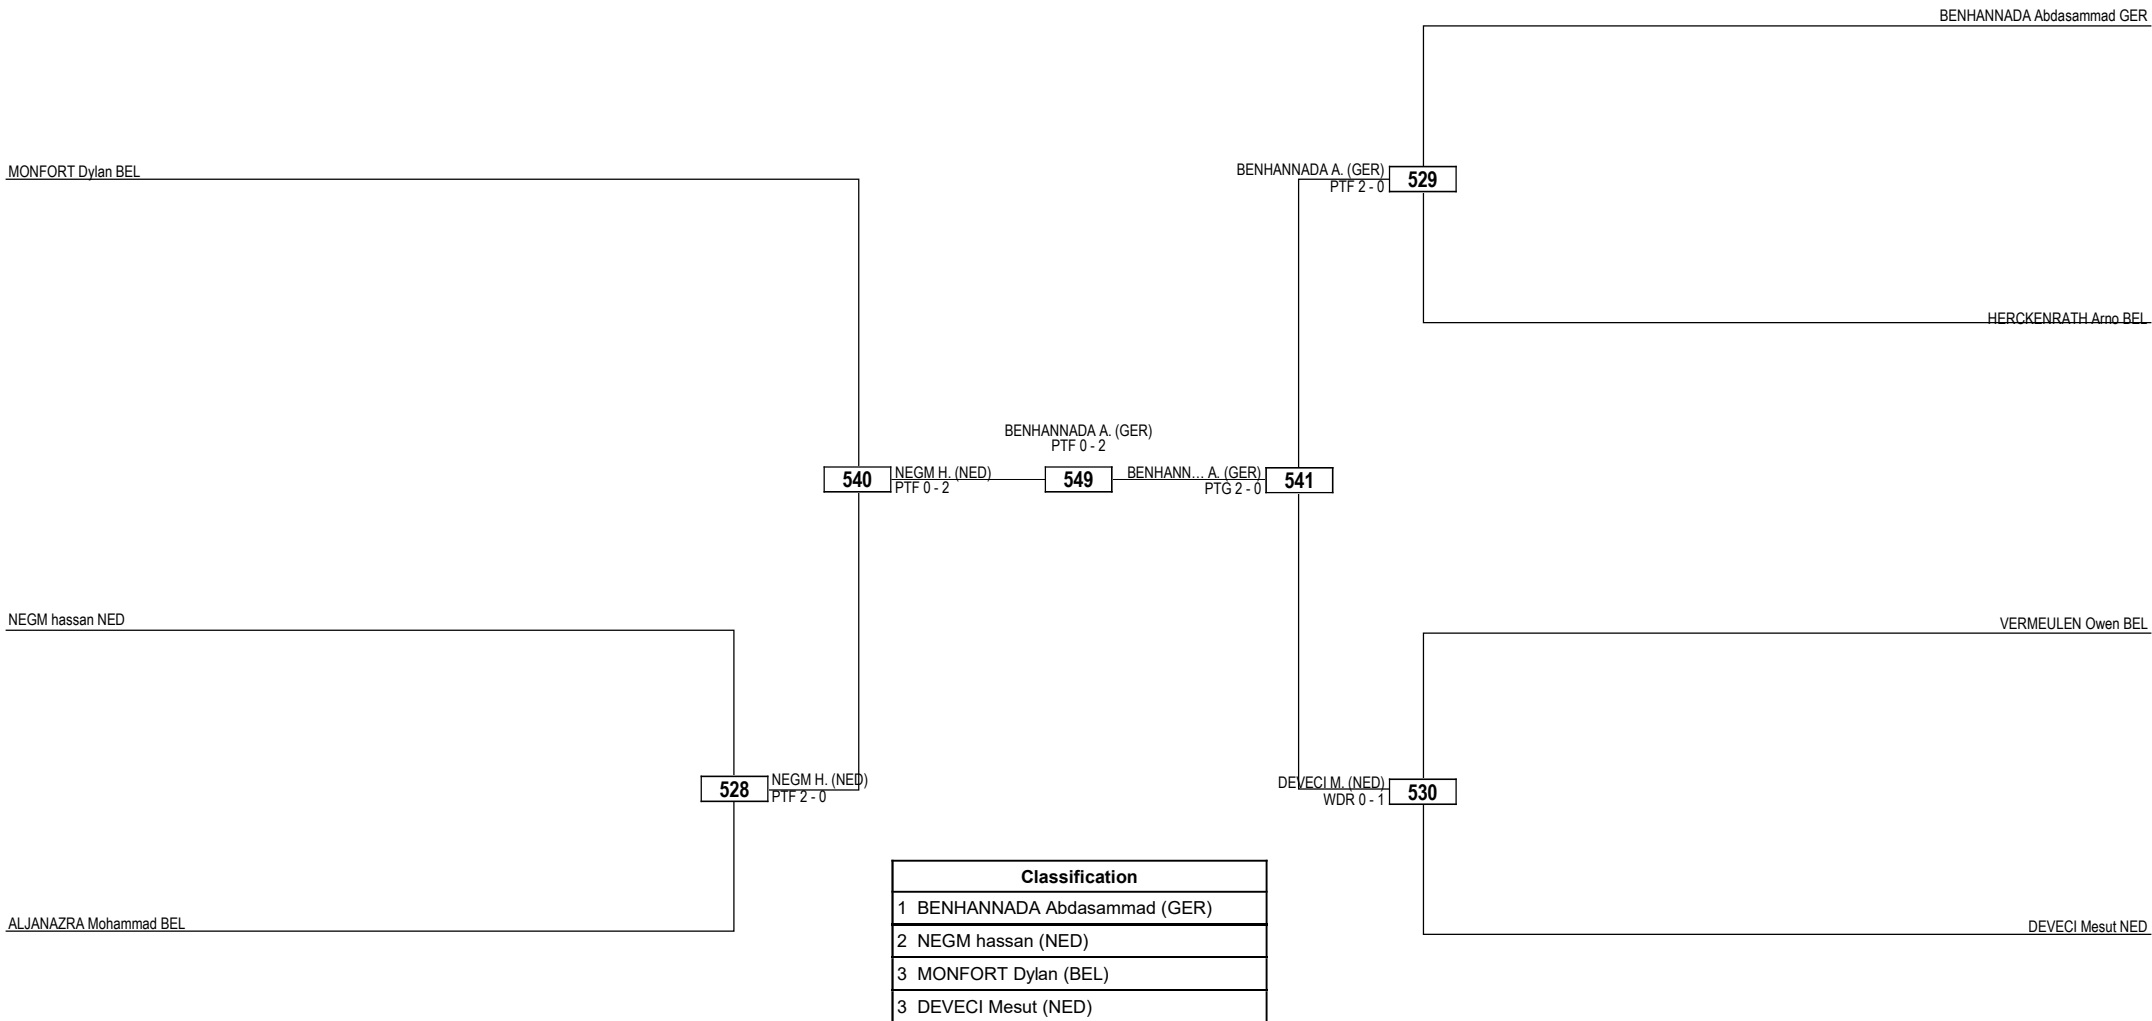 BENHANNADA Abdasammad GER
MONFORT Dylan BEL
BENHANNADA A. (GER)
PTF 2 - 0
529
HERCKENRATH Arno BEL
BENHANNADA A. (GER)
PTF 0 - 2
540
NEGM H. (NED)
PTF 0 - 2
549
BENHANN... A. (GER)
PTG 2 - 0
541
NEGM hassan NED
VERMEULEN Owen BEL
528
NEGM H. (NED)
PTF 2 - 0
DEVECI M. (NED)
WDR 0 - 1
530
ALJANAZRA Mohammad BEL
DEVECI Mesut NED
Classification
1 BENHANNADA Abdasammad (GER)
2 NEGM hassan (NED)
3 MONFORT Dylan (BEL)
3 DEVECI Mesut (NED)